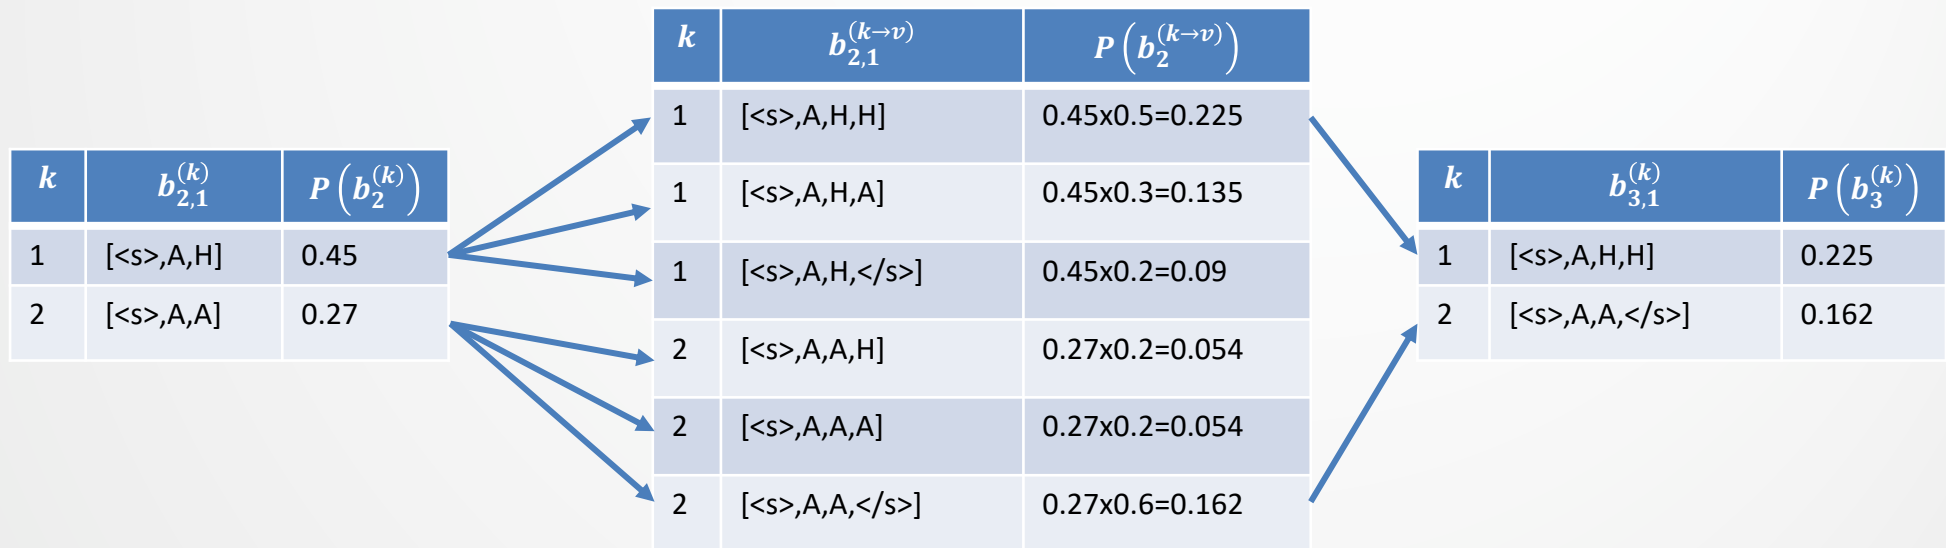 k b_{2,1}^{(k)} P(b_2^{(k)})
1 [<s>,A,H] 0.45
2 [<s>,A,A] 0.27
k b_{2,1}^{(k→v)} P(b_2^{(k→v)})
1 [<s>,A,H,H] 0.45x0.5=0.225
1 [<s>,A,H,A] 0.45x0.3=0.135
1 [<s>,A,H,</s>] 0.45x0.2=0.09
2 [<s>,A,A,H] 0.27x0.2=0.054
2 [<s>,A,A,A] 0.27x0.2=0.054
2 [<s>,A,A,</s>] 0.27x0.6=0.162
k b_{3,1}^{(k)} P(b_3^{(k)})
1 [<s>,A,H,H] 0.225
2 [<s>,A,A,</s>] 0.162